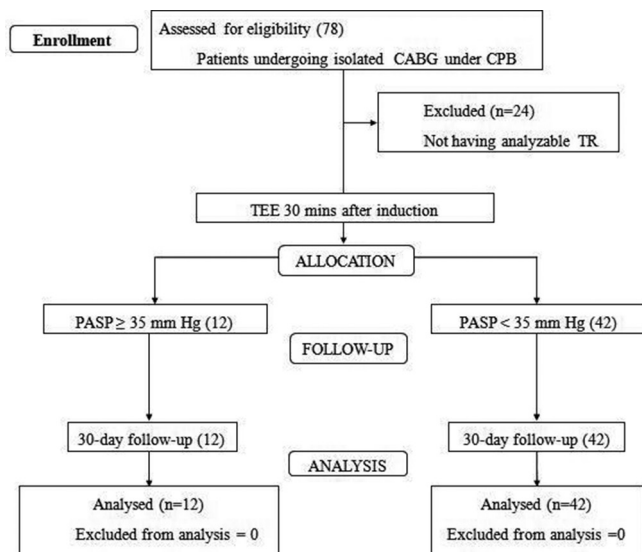 Enrollment
Assessed for eligibility (78)
Patients undergoing isolated CABG under CPB
Excluded (n=24)
Not having analyzable TR
TEE 30 mins after induction
ALLOCATION
PASP ≥ 35 mm Hg (12)
PASP < 35 mm Hg (42)
FOLLOW-UP
30-day follow-up (12)
30-day follow-up (42)
ANALYSIS
Analysed (n=12)
Excluded from analysis = 0
Analysed (n=42)
Excluded from analysis =0